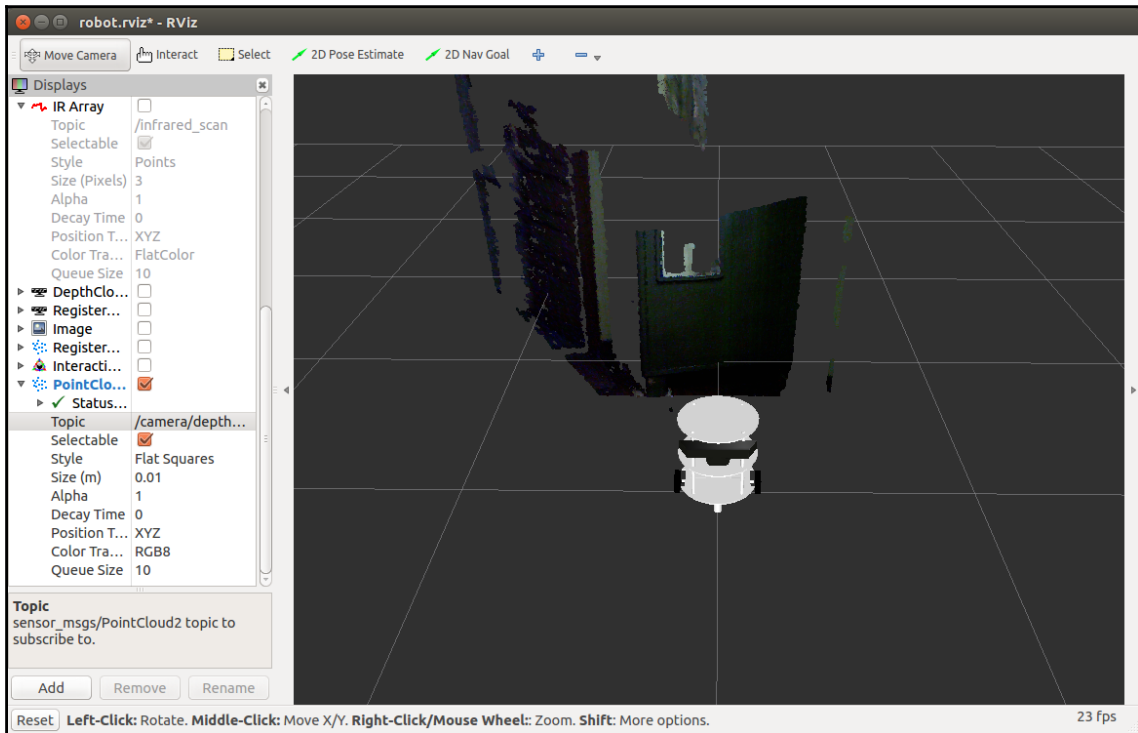 robot.rviz* - RViz
Move Camera Interact Select 2D Pose Estimate 2D Nav Goal
Displays
IR Array
Topic /infrared_scan
Selectable
Style Points
Size (Pixels) 3
Alpha 1
Decay Time 0
Position T... XYZ
Color Tra... FlatColor
Queue Size 10
DepthClo...
Register...
Image
Register...
Interacti...
PointClo...
Status...
Topic /camera/depth...
Selectable
Style Flat Squares
Size (m) 0.01
Alpha 1
Decay Time 0
Position T... XYZ
Color Tra... RGB8
Queue Size 10
Topic
sensor_msgs/PointCloud2 topic to
subscribe to.
Add Remove Rename
Reset Left-Click: Rotate. Middle-Click: Move X/Y. Right-Click/Mouse Wheel:: Zoom. Shift: More options. 23 fps